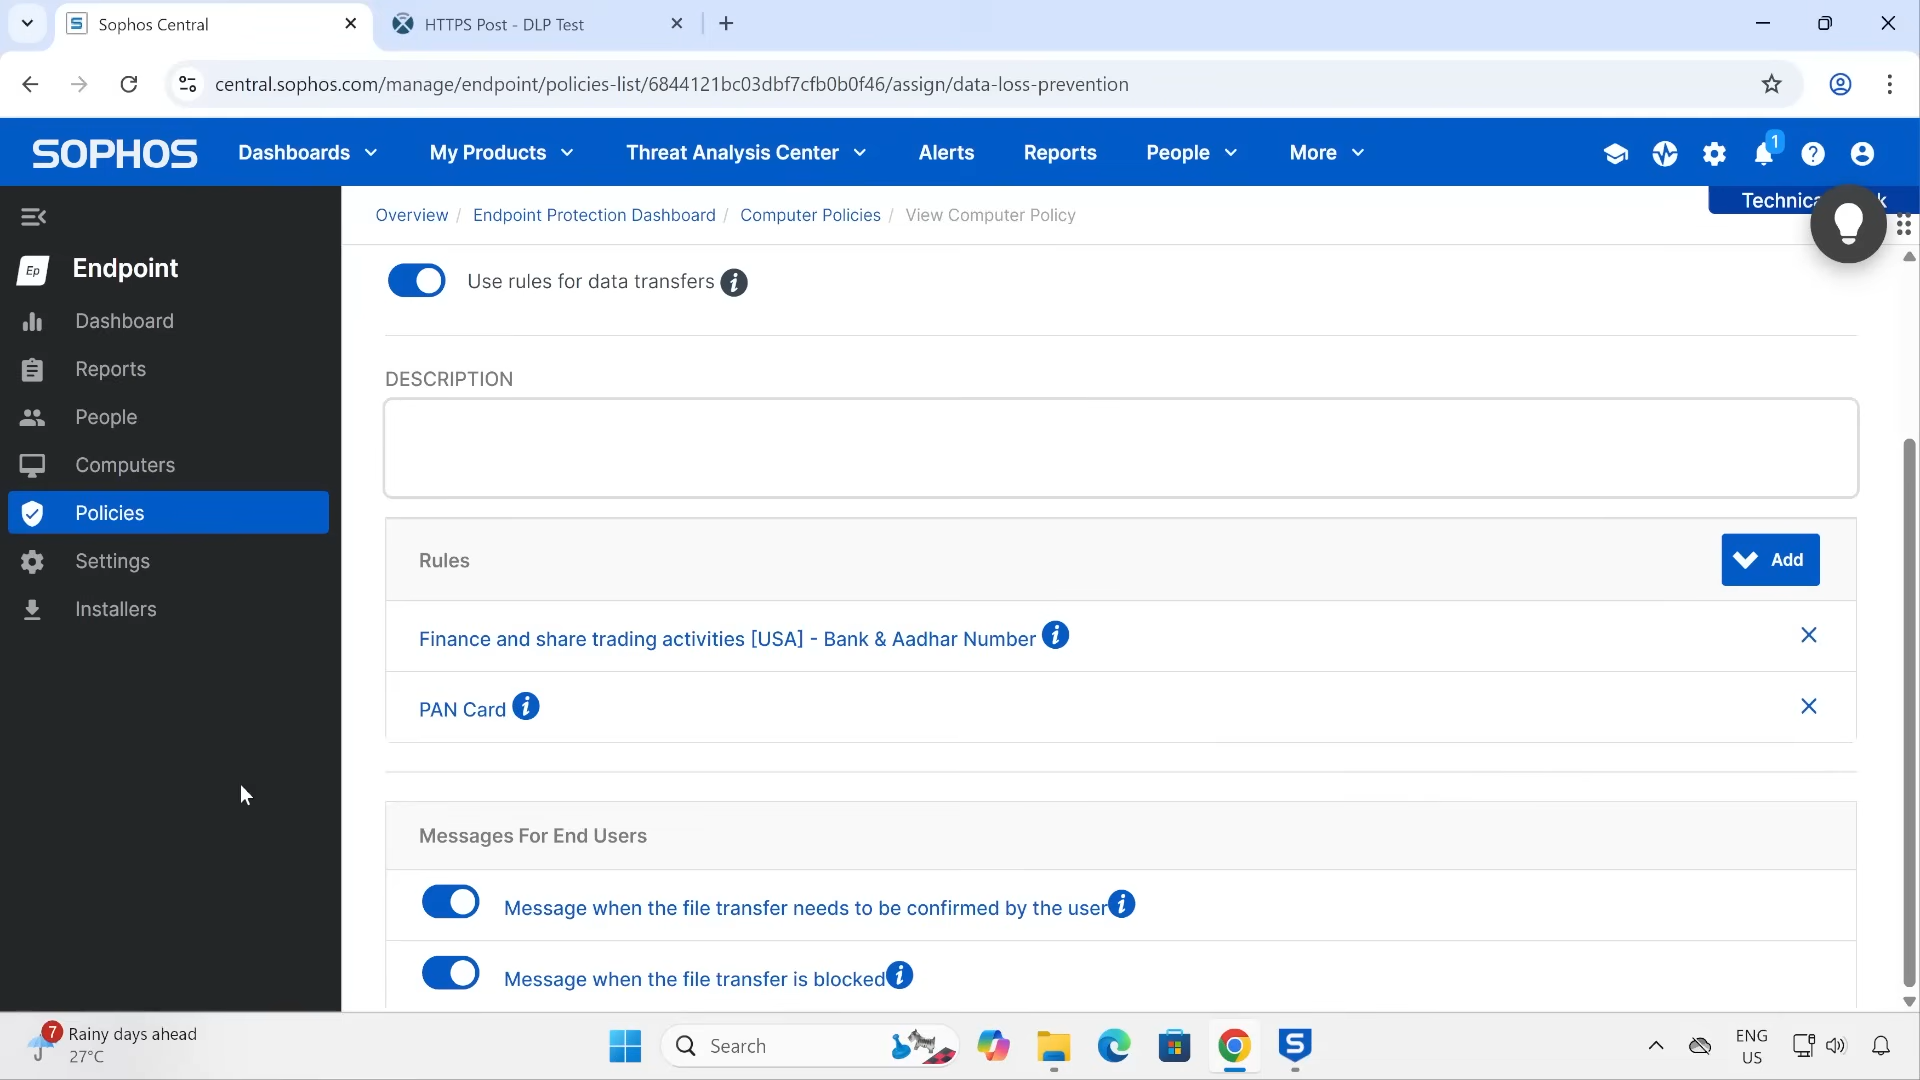 Sophos Central
HTTPS Post - DLP Test
central.sophos.com/manage/endpoint/policies-list/6844121bc03dbf7cfb0b0f46/assign/data-loss-prevention
SOPHOS
Dashboards
My Products
Threat Analysis Center
Alerts
Reports
People
More
1
Overview / Endpoint Protection Dashboard / Computer Policies / View Computer Policy
Ep
Endpoint
Dashboard
Reports
People
Computers
Policies
Settings
Installers
Use rules for data transfers
DESCRIPTION
Rules
Add
Finance and share trading activities [USA] - Bank & Aadhar Number
PAN Card
Messages For End Users
Message when the file transfer needs to be confirmed by the user
Message when the file transfer is blocked
7
Rainy days ahead
27°C
Search
ENG
US